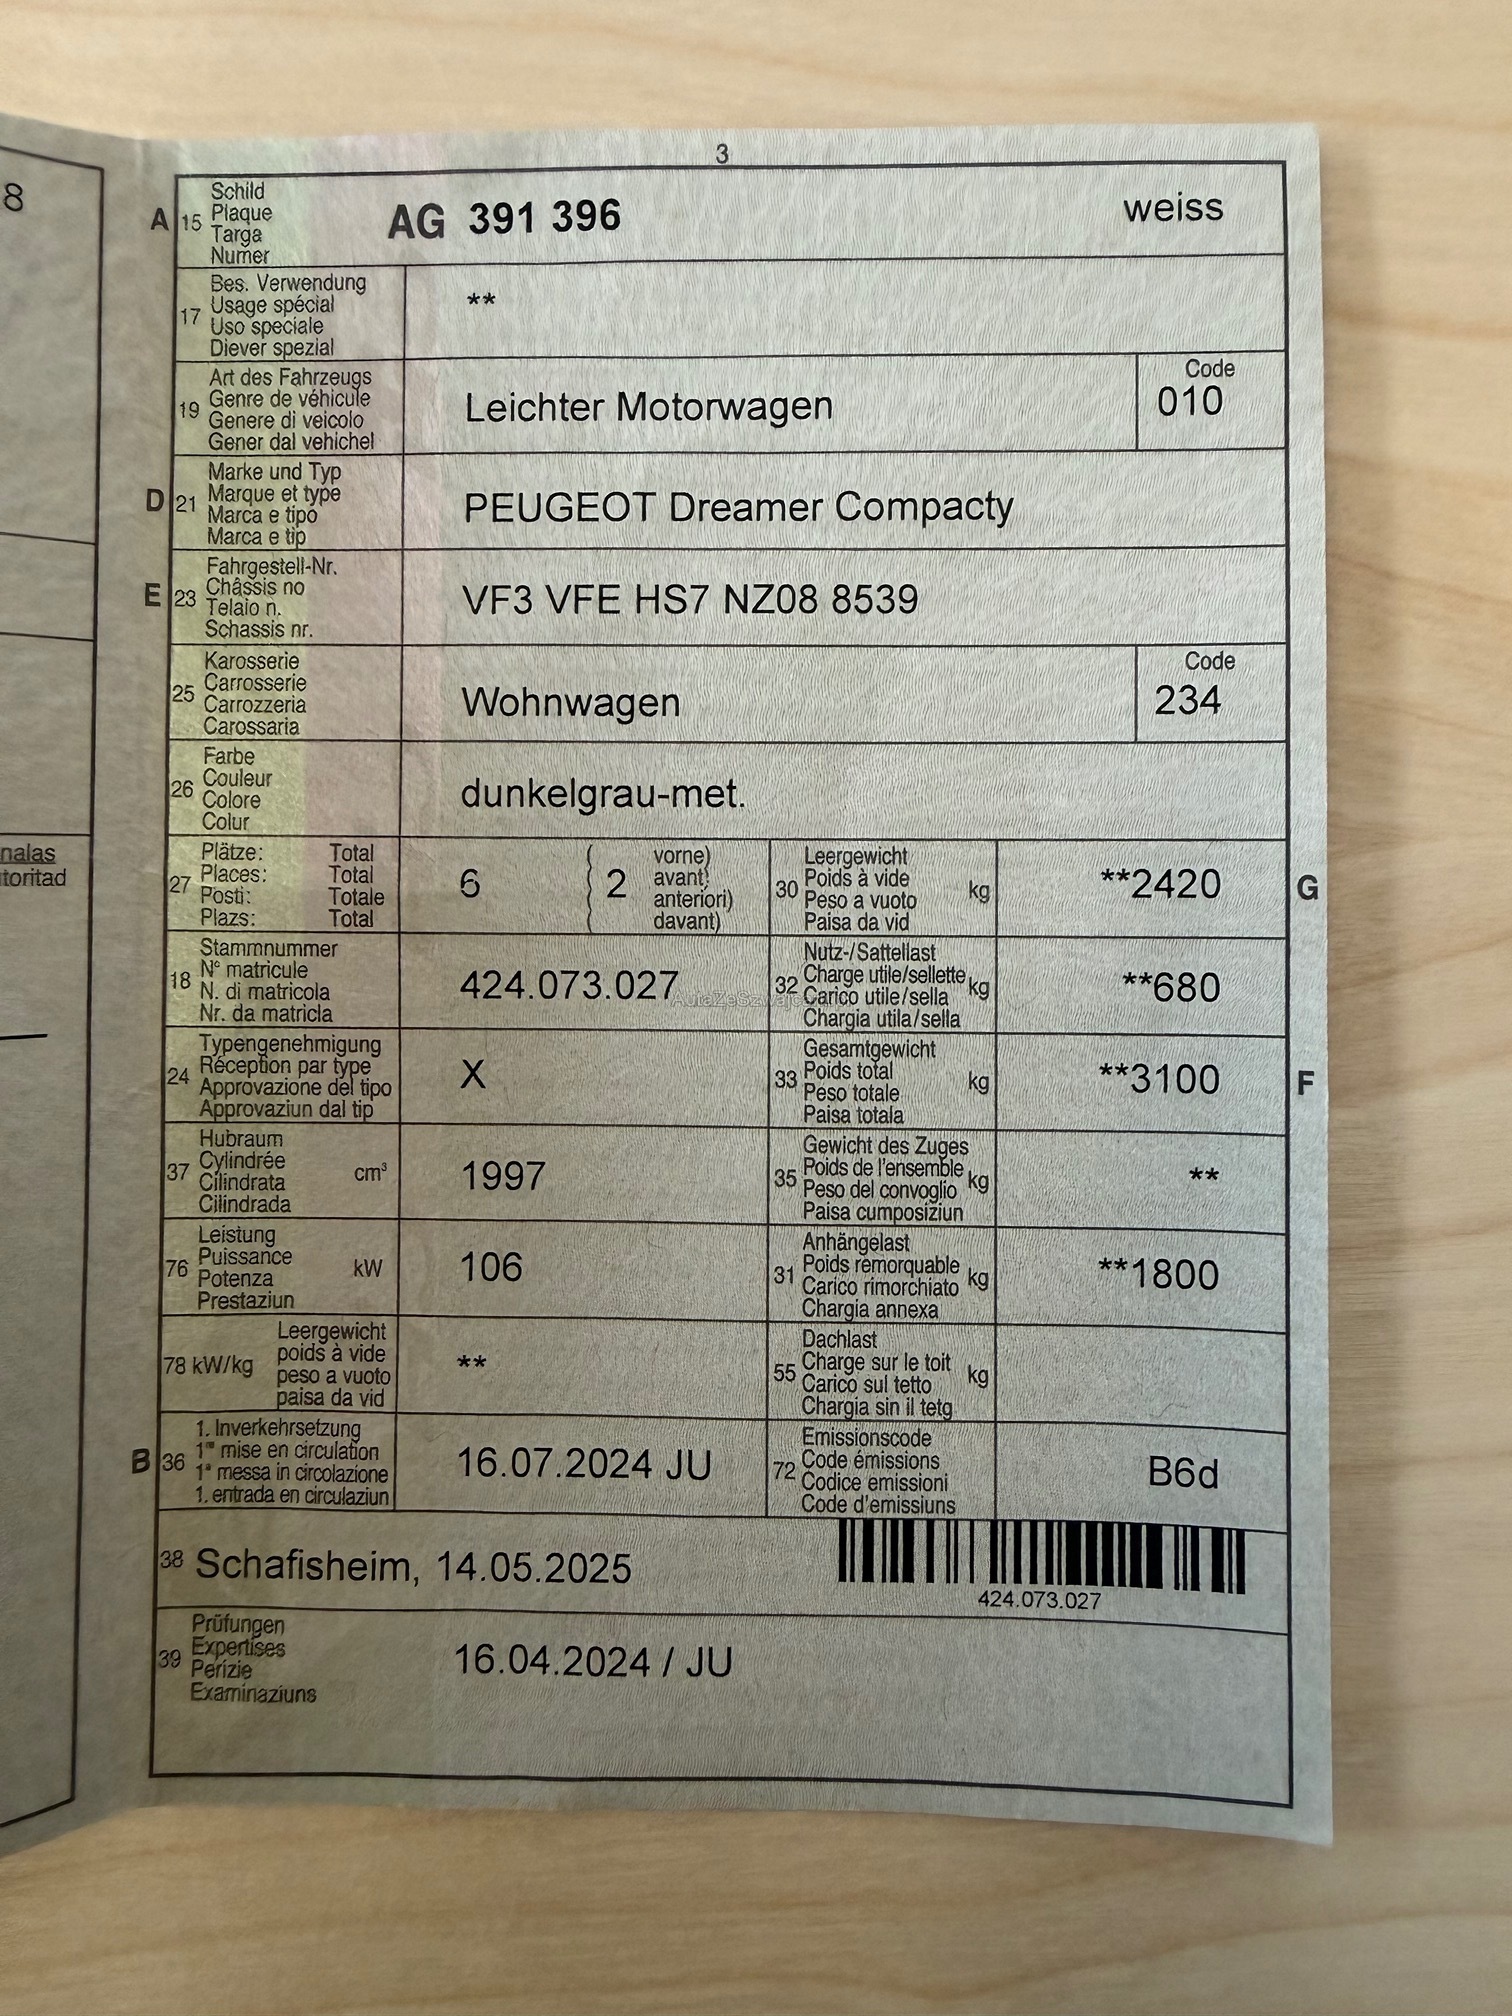 3
8
nalas
toritad
A 15 Schild
Plaque
Targa
Numer
AG 391 396 weiss
17 Bes. Verwendung
Usage spécial
Uso speciale
Diever spezial
**
19 Art des Fahrzeugs
Genre de véhicule
Genere di veicolo
Gener dal vehichel
Leichter Motorwagen
Code
010
D 21 Marke und Typ
Marque et type
Marca e tipo
Marca e tip
PEUGEOT Dreamer Compacty
E 23 Fahrgestell-Nr.
Châssis no
Telaio n.
Schassis nr.
VF3 VFE HS7 NZ08 8539
25 Karosserie
Carrosserie
Carrozzeria
Carossaria
Wohnwagen
Code
234
26 Farbe
Couleur
Colore
Colur
dunkelgrau-met.
27 Plätze: Total
Places: Total
Posti: Totale
Plazs: Total
6 ( 2 vorne)
avant)
anteriori)
davant)
30 Leergewicht
Poids à vide
Peso a vuoto
Paisa da vid
kg **2420 G
18 Stammnummer
N° matricule
N. di matricola
Nr. da matricla
424.073.027
32 Nutz-/Sattellast
Charge utile/sellette
Carico utile/sella
Chargia utila/sella
kg **680
24 Typengenehmigung
Réception par type
Approvazione del tipo
Approvaziun dal tip
X
33 Gesamtgewicht
Poids total
Peso totale
Paisa totala
kg **3100 F
37 Hubraum
Cylindrée
Cilindrata
Cilindrada
cm³ 1997
35 Gewicht des Zuges
Poids de l'ensemble
Peso del convoglio
Paisa cumposiziun
kg **
76 Leistung
Puissance
Potenza
Prestaziun
kW 106
31 Anhängelast
Poids remorquable
Carico rimorchiato
Chargia annexa
kg **1800
78 kW/kg Leergewicht
poids à vide
peso a vuoto
paisa da vid
**
55 Dachlast
Charge sur le toit
Carico sul tetto
Chargia sin il tetg
kg
B 36 1. Inverkehrsetzung
1re mise en circulation
1a messa in circolazione
1. entrada en circulaziun
16.07.2024 JU
72 Emissionscode
Code émissions
Codice emissioni
Code d'emissiuns
B6d
38 Schafisheim, 14.05.2025
424.073.027
39 Prüfungen
Expertises
Perizie
Examinaziuns
16.04.2024 / JU